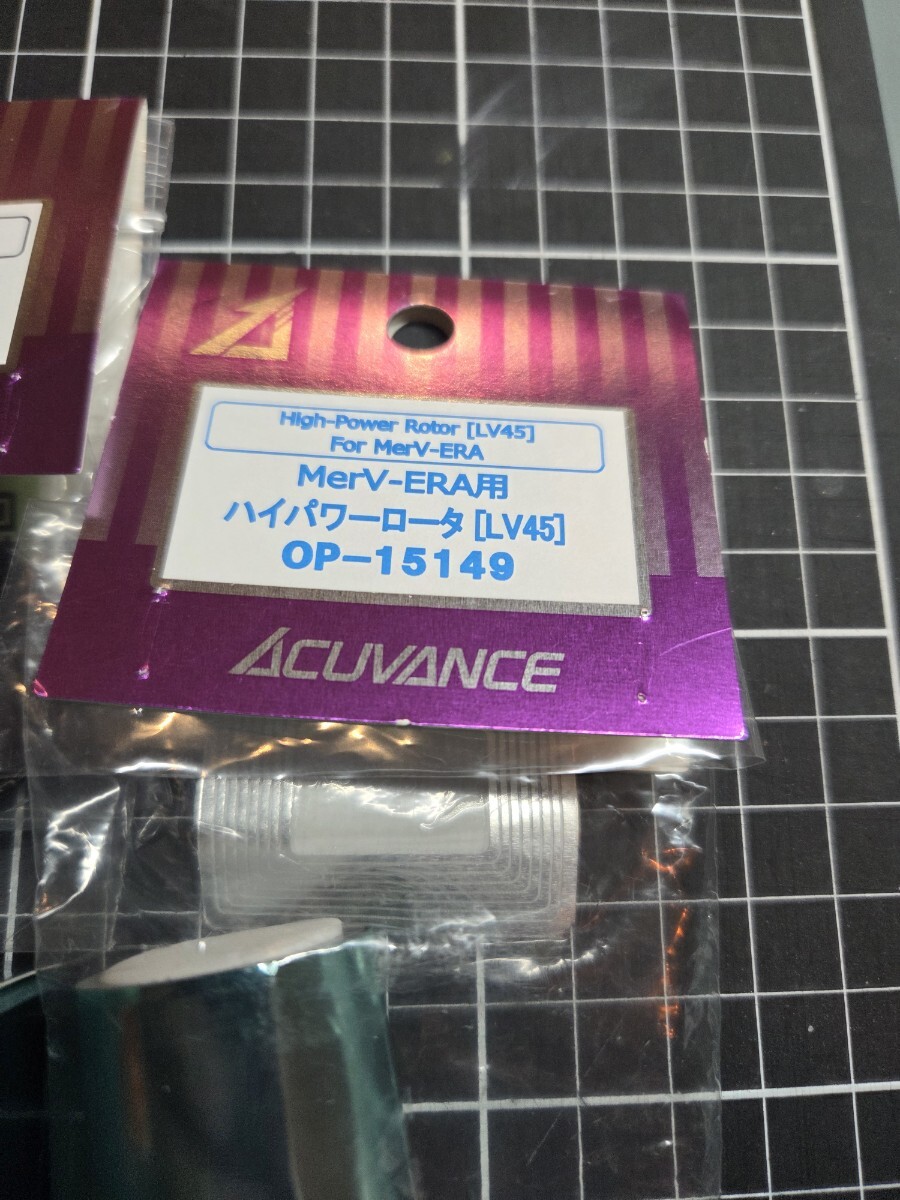 High-Power Rotor [LV45]
For MerV-ERA
MerV-ERA用
ハイパワーロータ[LV45]
OP-15149
ACUVANCE